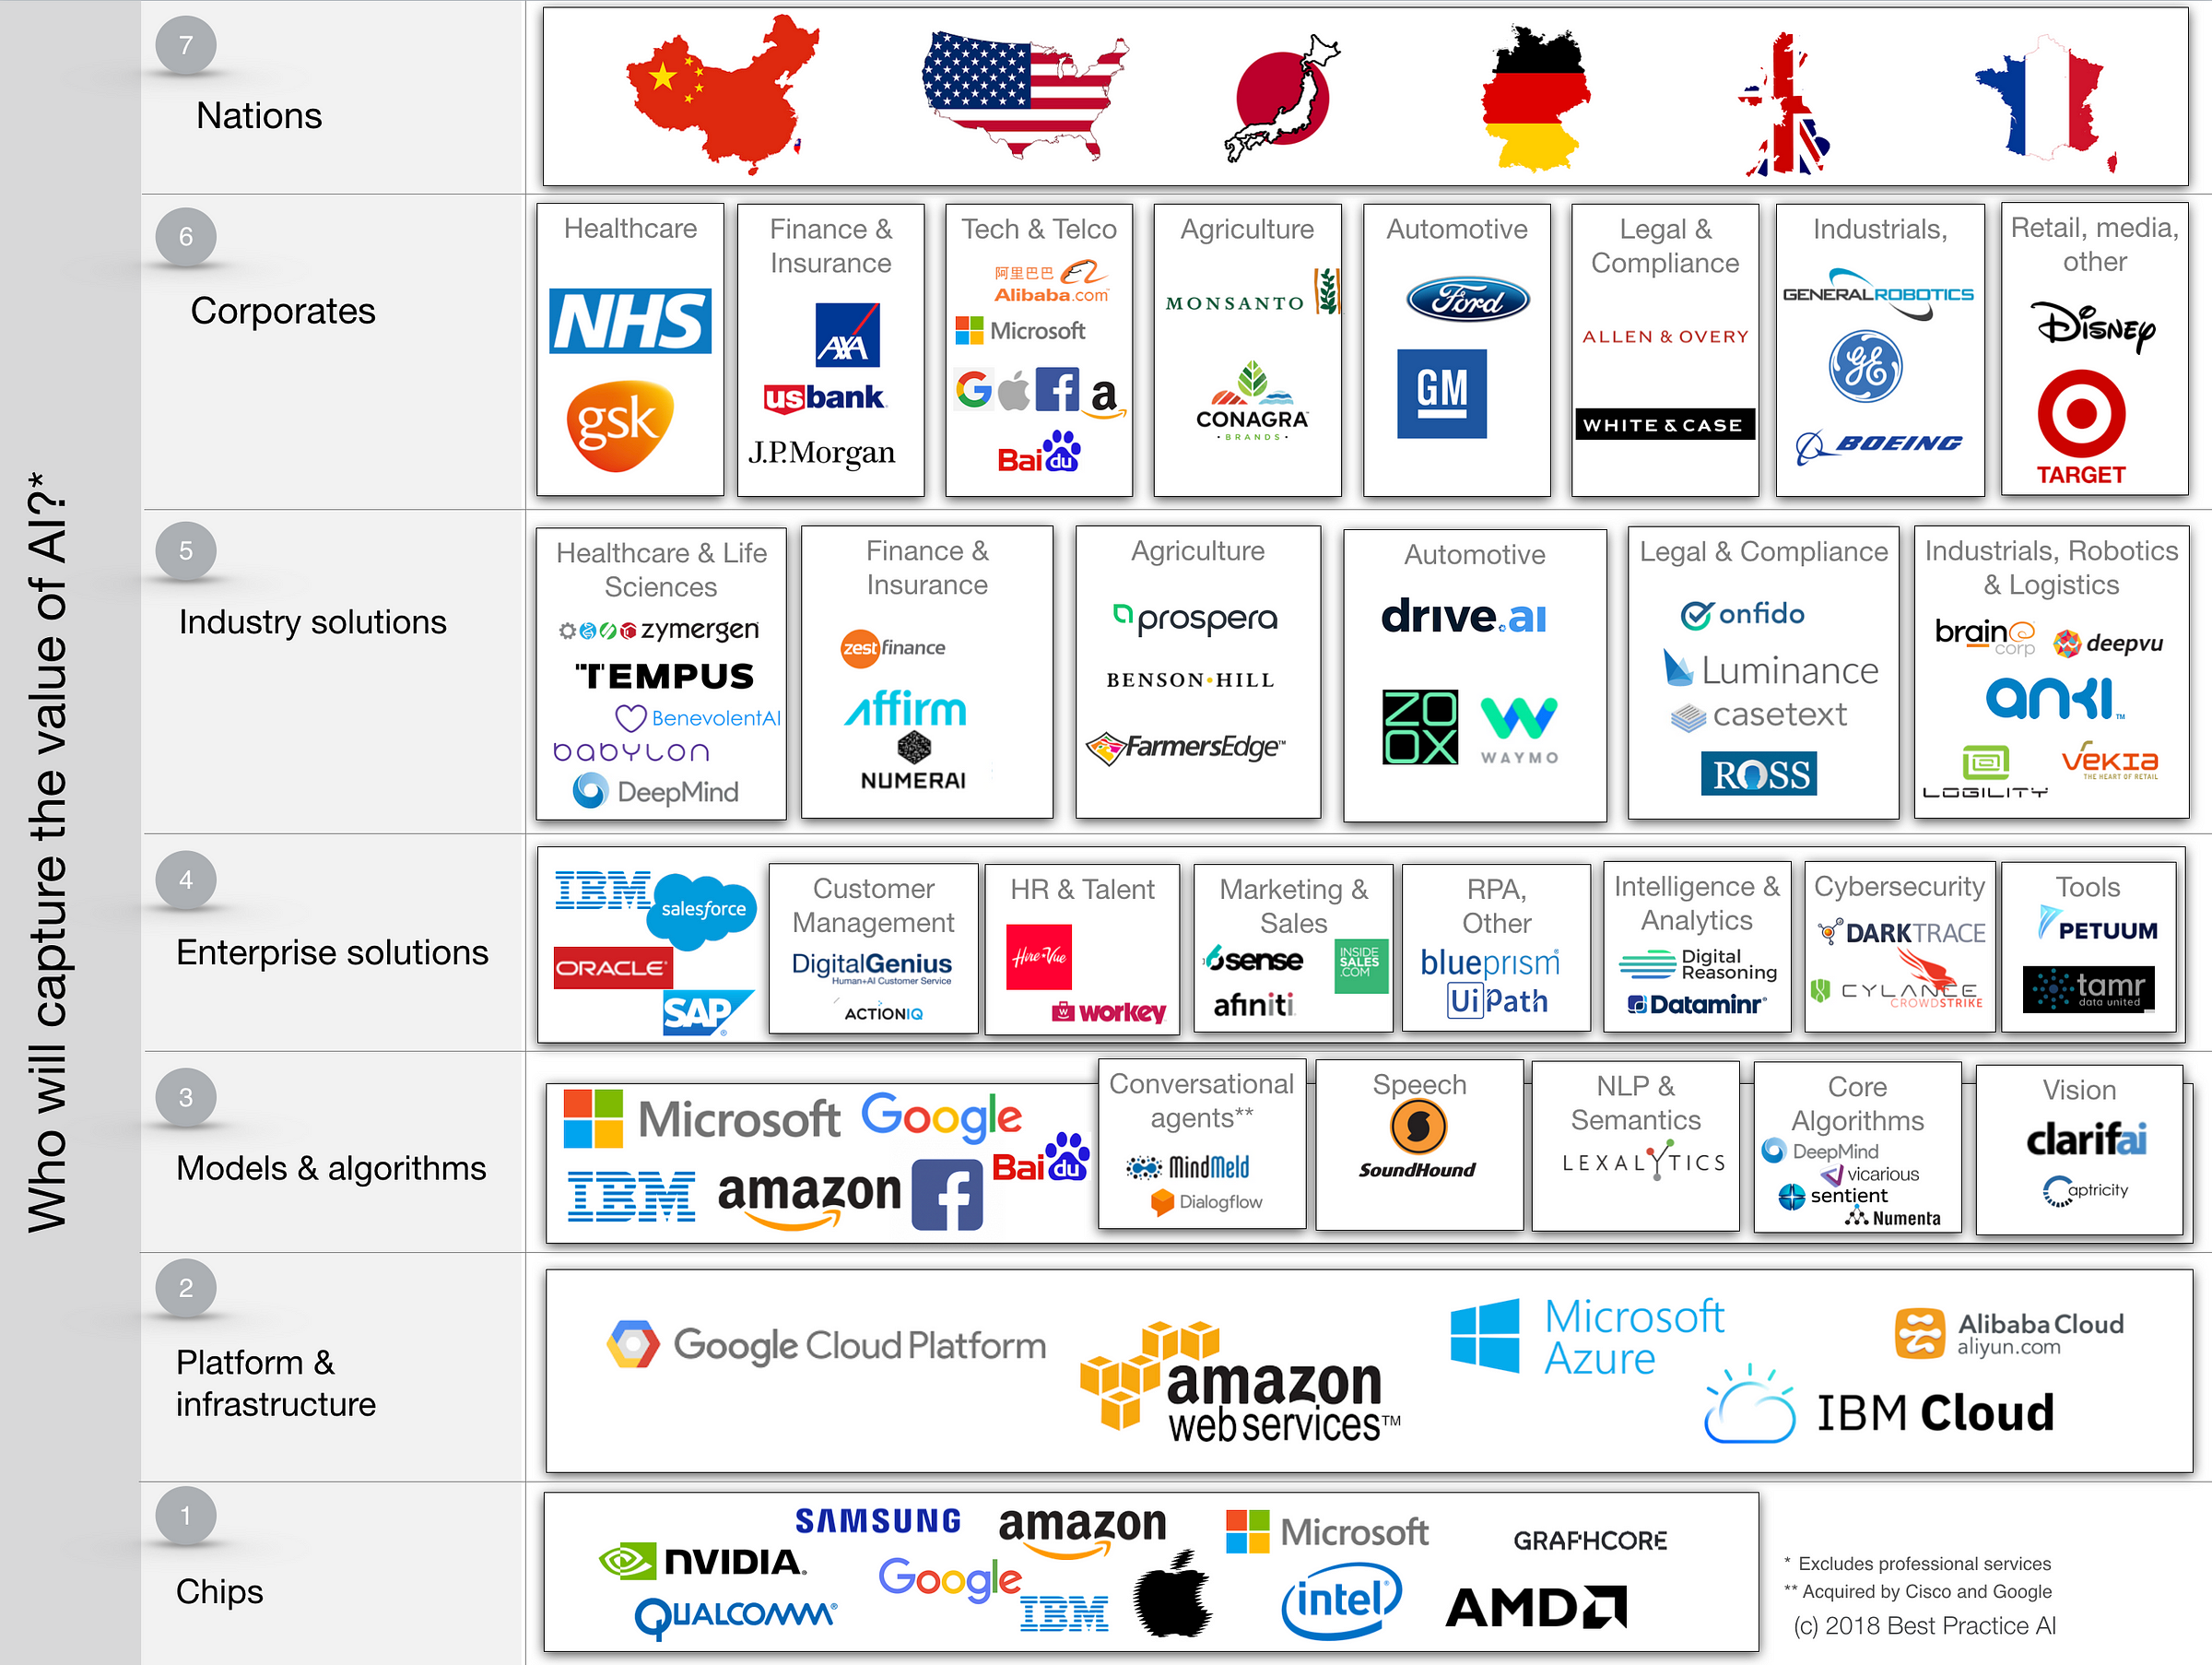 Who will capture the value of AI?*
7
Nations
6
Corporates
Healthcare
NHS
gsk
Finance &
Insurance
AXA
usbank
J.P.Morgan
Tech & Telco
阿里巴巴
Alibaba.com
Microsoft
G f a
Bai du
Agriculture
MONSANTO
CONAGRA
BRANDS
Automotive
Ford
GM
Legal &
Compliance
ALLEN & OVERY
WHITE & CASE
Industrials,
GENERALROBOTICS
GE
BOEING
Retail, media,
other
Disney
TARGET
5
Industry solutions
Healthcare & Life
Sciences
zymergen
TEMPUS
BenevolentAI
babylon
DeepMind
Finance &
Insurance
zestfinance
affirm
NUMERAI
Agriculture
prospera
BENSON HILL
FarmersEdge™
Automotive
drive.ai
ZOOX
WAYMO
Legal & Compliance
onfido
Luminance
casetext
ROSS
Industrials, Robotics
& Logistics
brain corp
deepvu
anki™
LOGILITY
VEKIA
THE HEART OF RETAIL
4
Enterprise solutions
IBM
salesforce
ORACLE
SAP
Customer
Management
DigitalGenius
Human+AI Customer Service
ACTIONIQ
HR & Talent
Hire Vue
workey
Marketing &
Sales
6sense
INSIDE
SALES
.COM
afiniti
RPA,
Other
blueprism
UiPath
Intelligence &
Analytics
Digital
Reasoning
Dataminr
Cybersecurity
DARKTRACE
CYLANCE
CROWDSTRIKE
Tools
PETUUM
tamr
data united
3
Models & algorithms
Microsoft Google
Bai du
IBM amazon f
Conversational
agents**
MindMeld
Dialogflow
Speech
SoundHound
NLP &
Semantics
LEXALYTICS
Core
Algorithms
DeepMind
vicarious
sentient
Numenta
Vision
clarifai
Captricity
2
Platform &
infrastructure
Google Cloud Platform
amazon
web services™
Microsoft
Azure
Alibaba Cloud
aliyun.com
IBM Cloud
1
Chips
SAMSUNG
amazon
Microsoft
GRAPHCORE
NVIDIA
Google
IBM
QUALCOMM®
intel
AMD
* Excludes professional services
** Acquired by Cisco and Google
(c) 2018 Best Practice AI